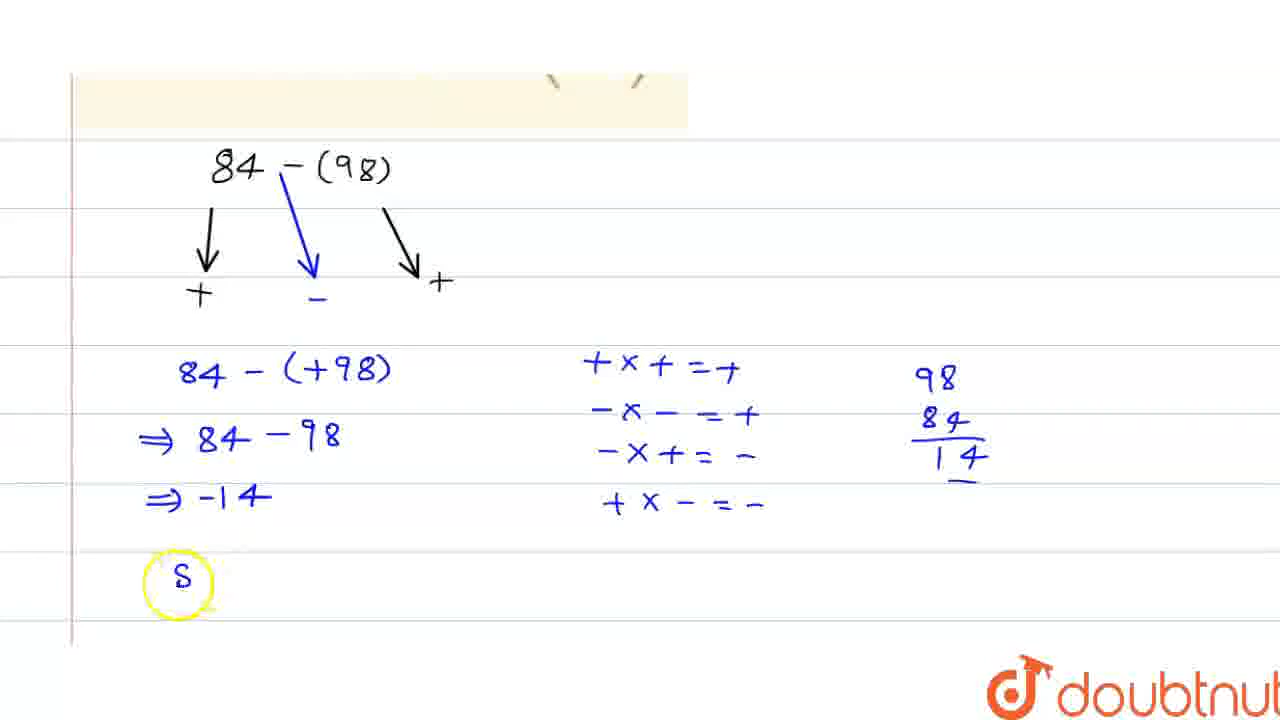 84 - (98)
+ - +
84 - (+98)
⇒ 84 - 98
⇒ -14
S
+ × + = +
- × - = +
- × + = -
+ × - = -
98
84
14
doubtnut